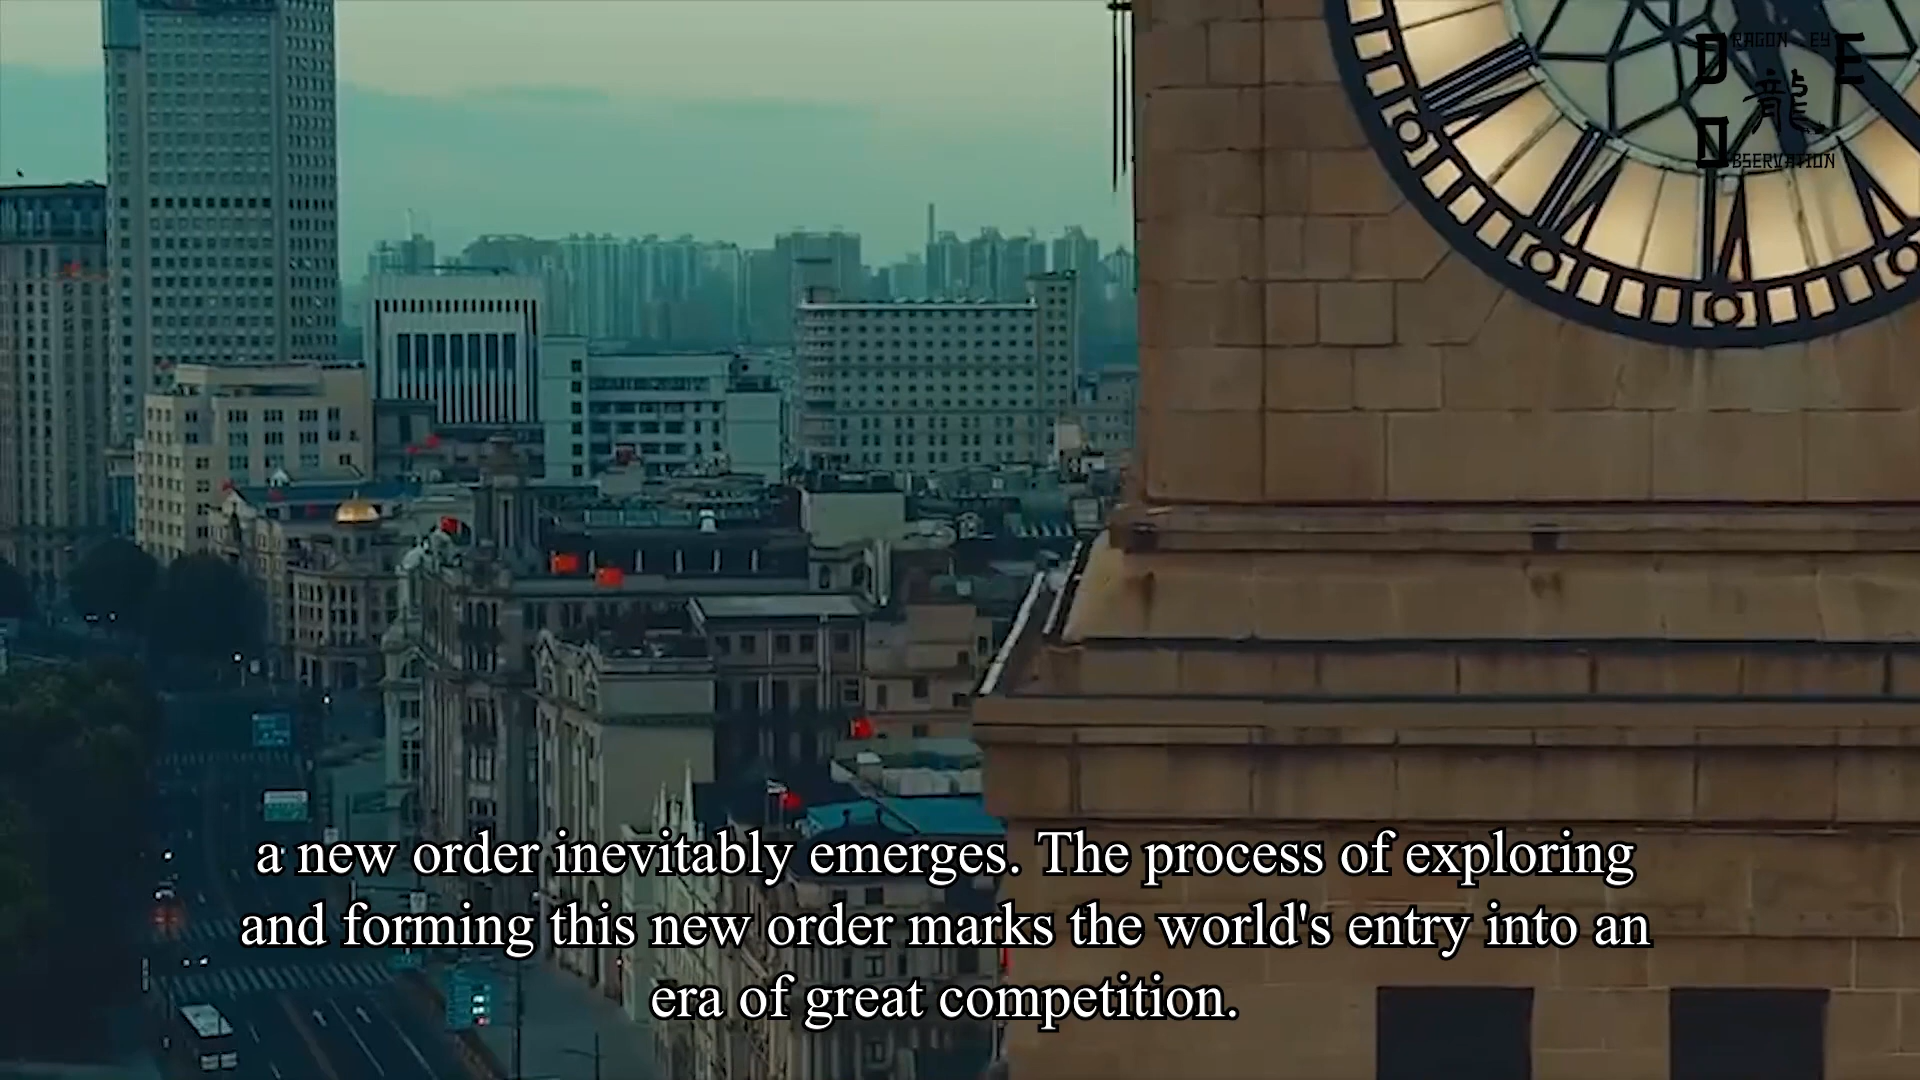 DRAGON EYE
龍
OBSERVATION
a new order inevitably emerges. The process of exploring
and forming this new order marks the world's entry into an
era of great competition.